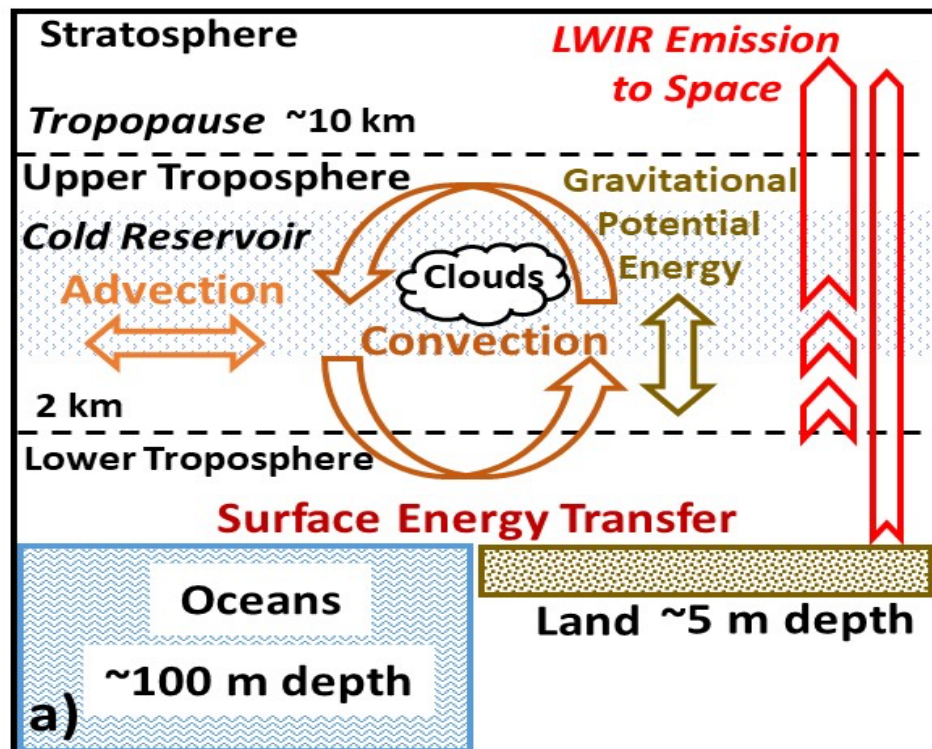 Stratosphere
LWIR Emission
to Space
Tropopause ~10 km
Upper Troposphere
Gravitational
Potential
Energy
Cold Reservoir
Clouds
Advection
Convection
2 km
Lower Troposphere
Surface Energy Transfer
Oceans
~100 m depth
Land ~5 m depth
a)